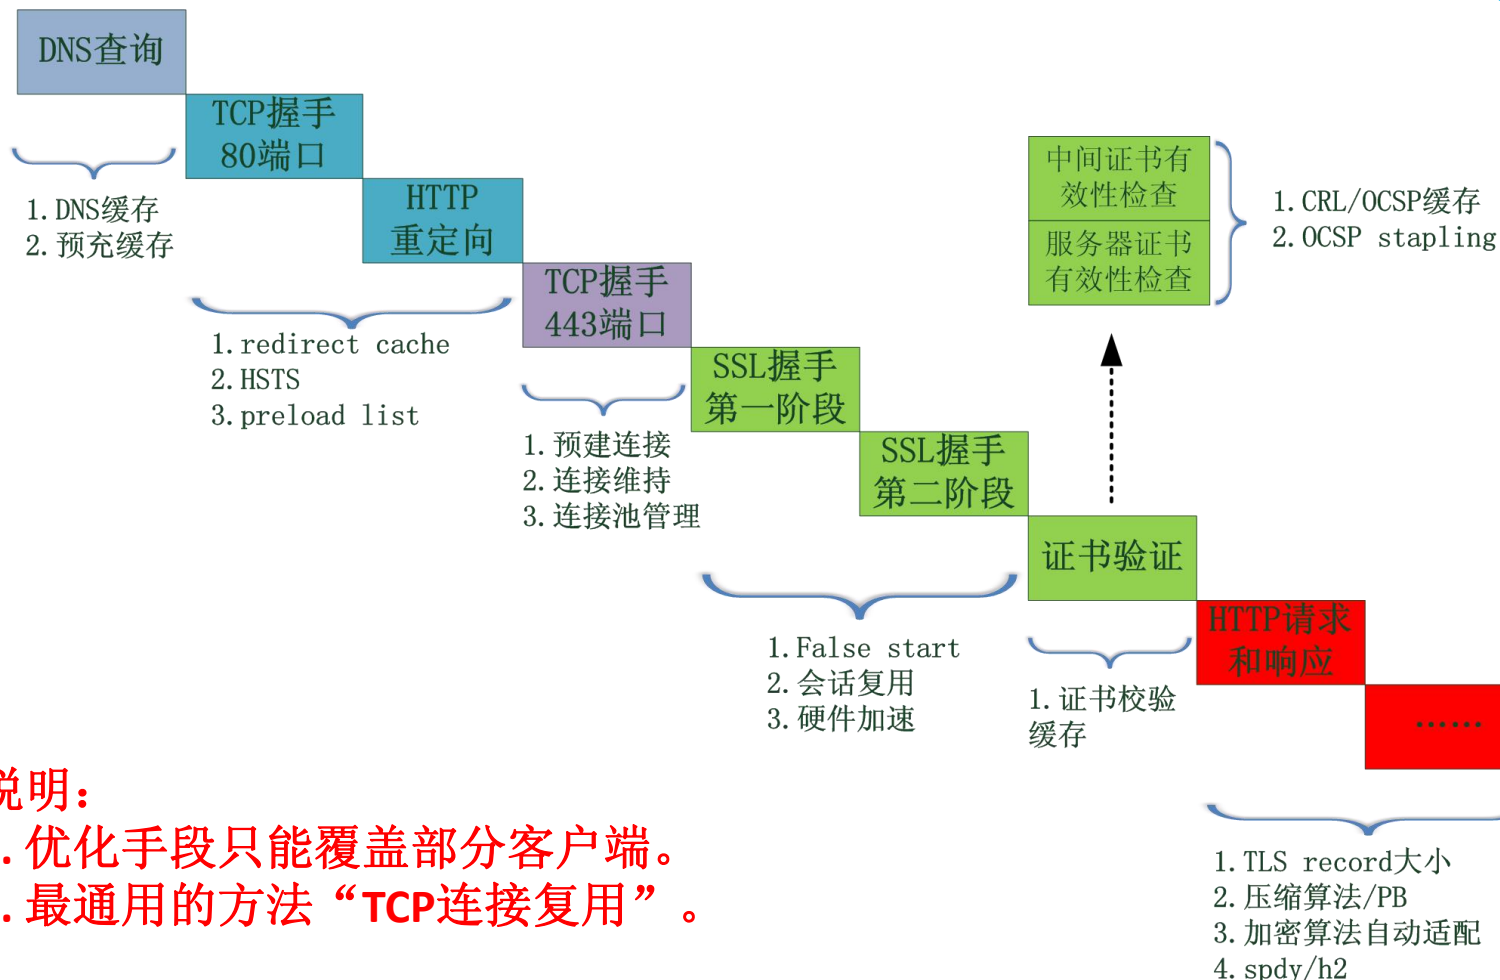 DNS查询
TCP握手
80端口
1.DNS缓存
2.预充缓存
HTTP
重定向
1.redirect cache
2.HSTS
3.preload list
TCP握手
443端口
1.预建连接
2.连接维持
3.连接池管理
SSL握手
第一阶段
SSL握手
第二阶段
1.False start
2.会话复用
3.硬件加速
中间证书有
效性检查
服务器证书
有效性检查
1.CRL/OCSP缓存
2.OCSP stapling
证书验证
1.证书校验
缓存
HTTP请求
和响应
......
1.TLS record大小
2.压缩算法/PB
3.加密算法自动适配
4.spdy/h2
说明：
.优化手段只能覆盖部分客户端。
.最通用的方法“TCP连接复用”。